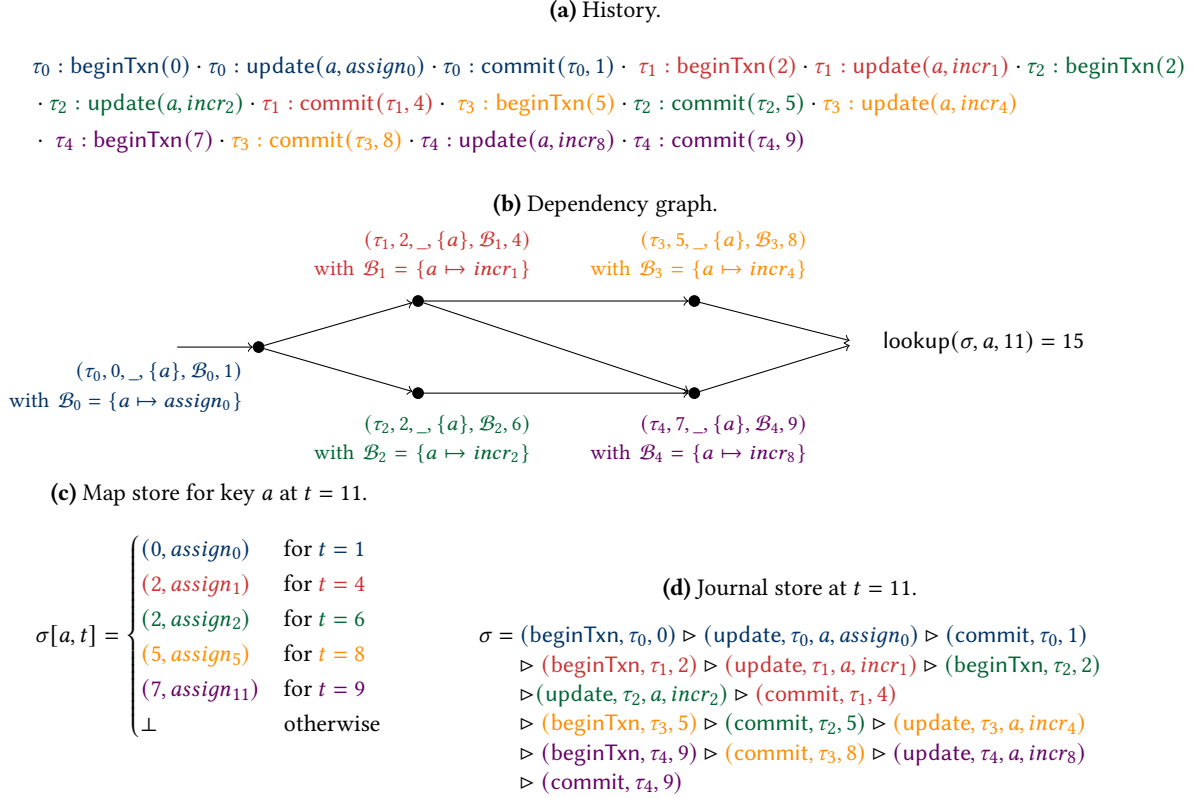 (a) History.
τ₀ : beginTxn(0) · τ₀ : update(a, assign₀) · τ₀ : commit(τ₀, 1) · τ₁ : beginTxn(2) · τ₁ : update(a, incr₁) · τ₂ : beginTxn(2)
· τ₂ : update(a, incr₂) · τ₁ : commit(τ₁, 4) · τ₃ : beginTxn(5) · τ₂ : commit(τ₂, 5) · τ₃ : update(a, incr₄)
· τ₄ : beginTxn(7) · τ₃ : commit(τ₃, 8) · τ₄ : update(a, incr₈) · τ₄ : commit(τ₄, 9)
(b) Dependency graph.
(τ₁, 2, _, {a}, ℬ₁, 4)
with ℬ₁ = {a ↦ incr₁}
(τ₃, 5, _, {a}, ℬ₃, 8)
with ℬ₃ = {a ↦ incr₄}
lookup(σ, a, 11) = 15
(τ₀, 0, _, {a}, ℬ₀, 1)
with ℬ₀ = {a ↦ assign₀}
(τ₂, 2, _, {a}, ℬ₂, 6)
with ℬ₂ = {a ↦ incr₂}
(τ₄, 7, _, {a}, ℬ₄, 9)
with ℬ₄ = {a ↦ incr₈}
(c) Map store for key a at t = 11.
(0, assign₀) for t = 1
(2, assign₁) for t = 4
(2, assign₂) for t = 6
σ[a, t] =
(5, assign₅) for t = 8
(7, assign₁₁) for t = 9
⊥ otherwise
(d) Journal store at t = 11.
σ = (beginTxn, τ₀, 0) ▹ (update, τ₀, a, assign₀) ▹ (commit, τ₀, 1)
▹ (beginTxn, τ₁, 2) ▹ (update, τ₁, a, incr₁) ▹ (beginTxn, τ₂, 2)
▹(update, τ₂, a, incr₂) ▹ (commit, τ₁, 4)
▹ (beginTxn, τ₃, 5) ▹ (commit, τ₂, 5) ▹ (update, τ₃, a, incr₄)
▹ (beginTxn, τ₄, 9) ▹ (commit, τ₃, 8) ▹ (update, τ₄, a, incr₈)
▹ (commit, τ₄, 9)